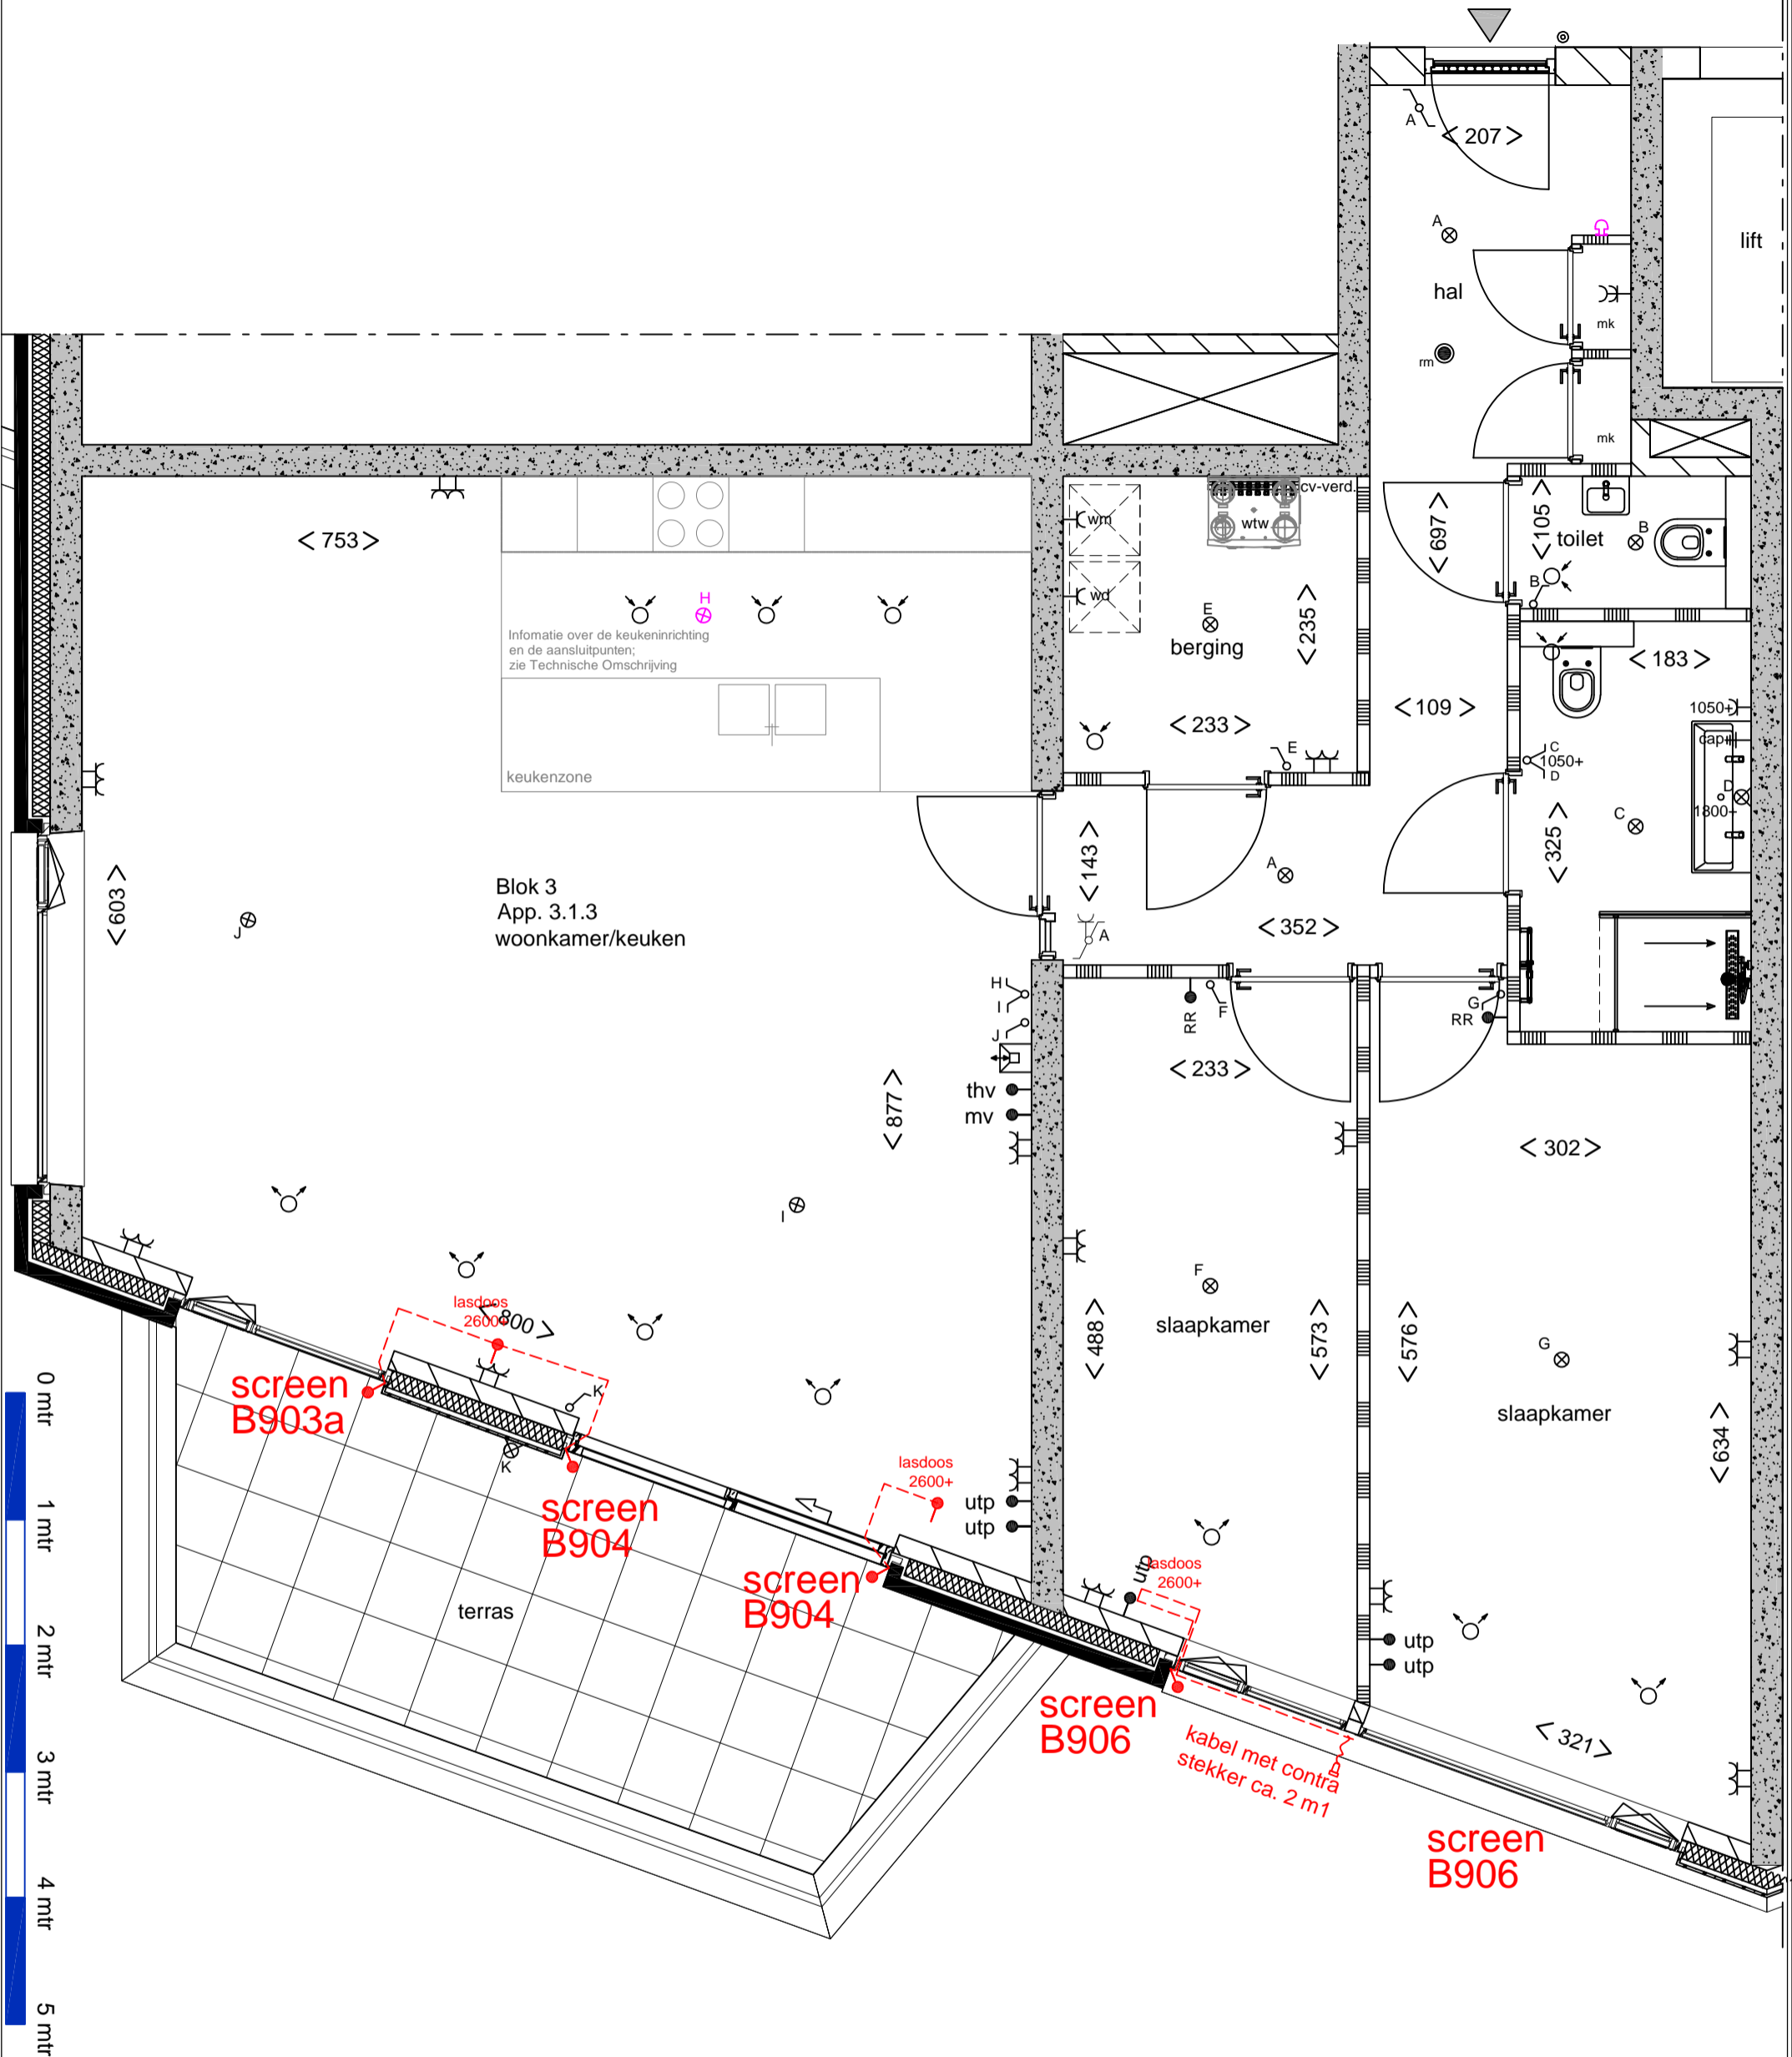 A
< 207 >
A
lift
hal
mk
rm
mk
cv-verd.
< 753 >
wm
wtw
< 697 >
< 105 >
toilet
B
B
H
wd
E
< 235 >
Infomatie over de keukeninrichting
en de aansluitpunten;
zie Technische Omschrijving
berging
< 183 >
< 109 >
1050+
< 233 >
cap
E
C
1050+
D
keukenzone
D
1800+
C
< 325 >
< 143 >
A
Blok 3
App. 3.1.3
woonkamer/keuken
< 603 >
J
A
< 352 >
H
I
J
RR
F
G
RR
< 233 >
thv
mv
< 877 >
< 302 >
I
F
lasdoos
2600+
< 800 >
slaapkamer
< 488 >
< 573 >
< 576 >
G
screen
B903a
K
K
slaapkamer
< 634 >
lasdoos
2600+
utp
utp
screen
B904
screen
B904
terras
utp
lasdoos
2600+
utp
utp
screen
B906
kabel met contra
stekker ca. 2 m1
< 321 >
screen
B906
0 mtr
1 mtr
2 mtr
3 mtr
4 mtr
5 mtr